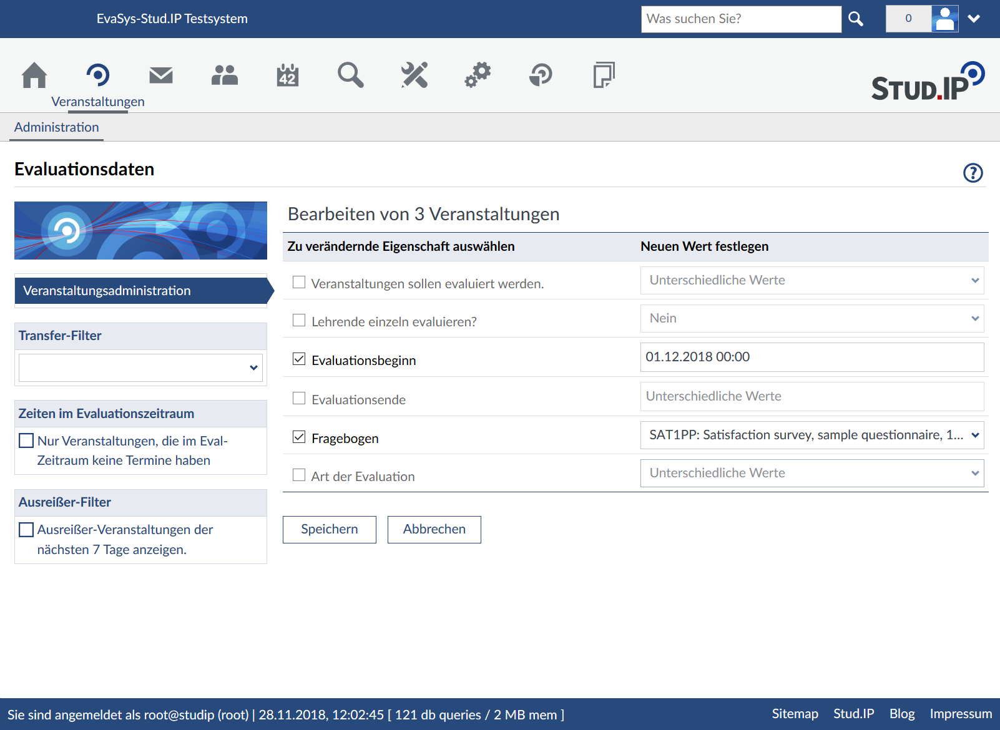 EvaSys-Stud.IP Testsystem
Was suchen Sie?
0
42
Veranstaltungen
STUD.IP
Administration
Evaluationsdaten
?
Veranstaltungsadministration
Transfer-Filter
Zeiten im Evaluationszeitraum
Nur Veranstaltungen, die im Eval-
Zeitraum keine Termine haben
Ausreißer-Filter
Ausreißer-Veranstaltungen der
nächsten 7 Tage anzeigen.
Bearbeiten von 3 Veranstaltungen
Zu verändernde Eigenschaft auswählen Neuen Wert festlegen
Veranstaltungen sollen evaluiert werden. Unterschiedliche Werte
Lehrende einzeln evaluieren? Nein
Evaluationsbeginn 01.12.2018 00:00
Evaluationsende Unterschiedliche Werte
Fragebogen SAT1PP: Satisfaction survey, sample questionnaire, 1...
Art der Evaluation Unterschiedliche Werte
Speichern Abbrechen
Sie sind angemeldet als root@studip (root) | 28.11.2018, 12:02:45 [ 121 db queries / 2 MB mem ]
Sitemap Stud.IP Blog Impressum